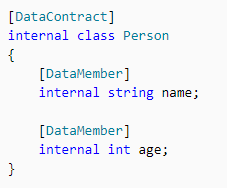 [DataContract]
internal class Person
{
    [DataMember]
    internal string name;

    [DataMember]
    internal int age;
}